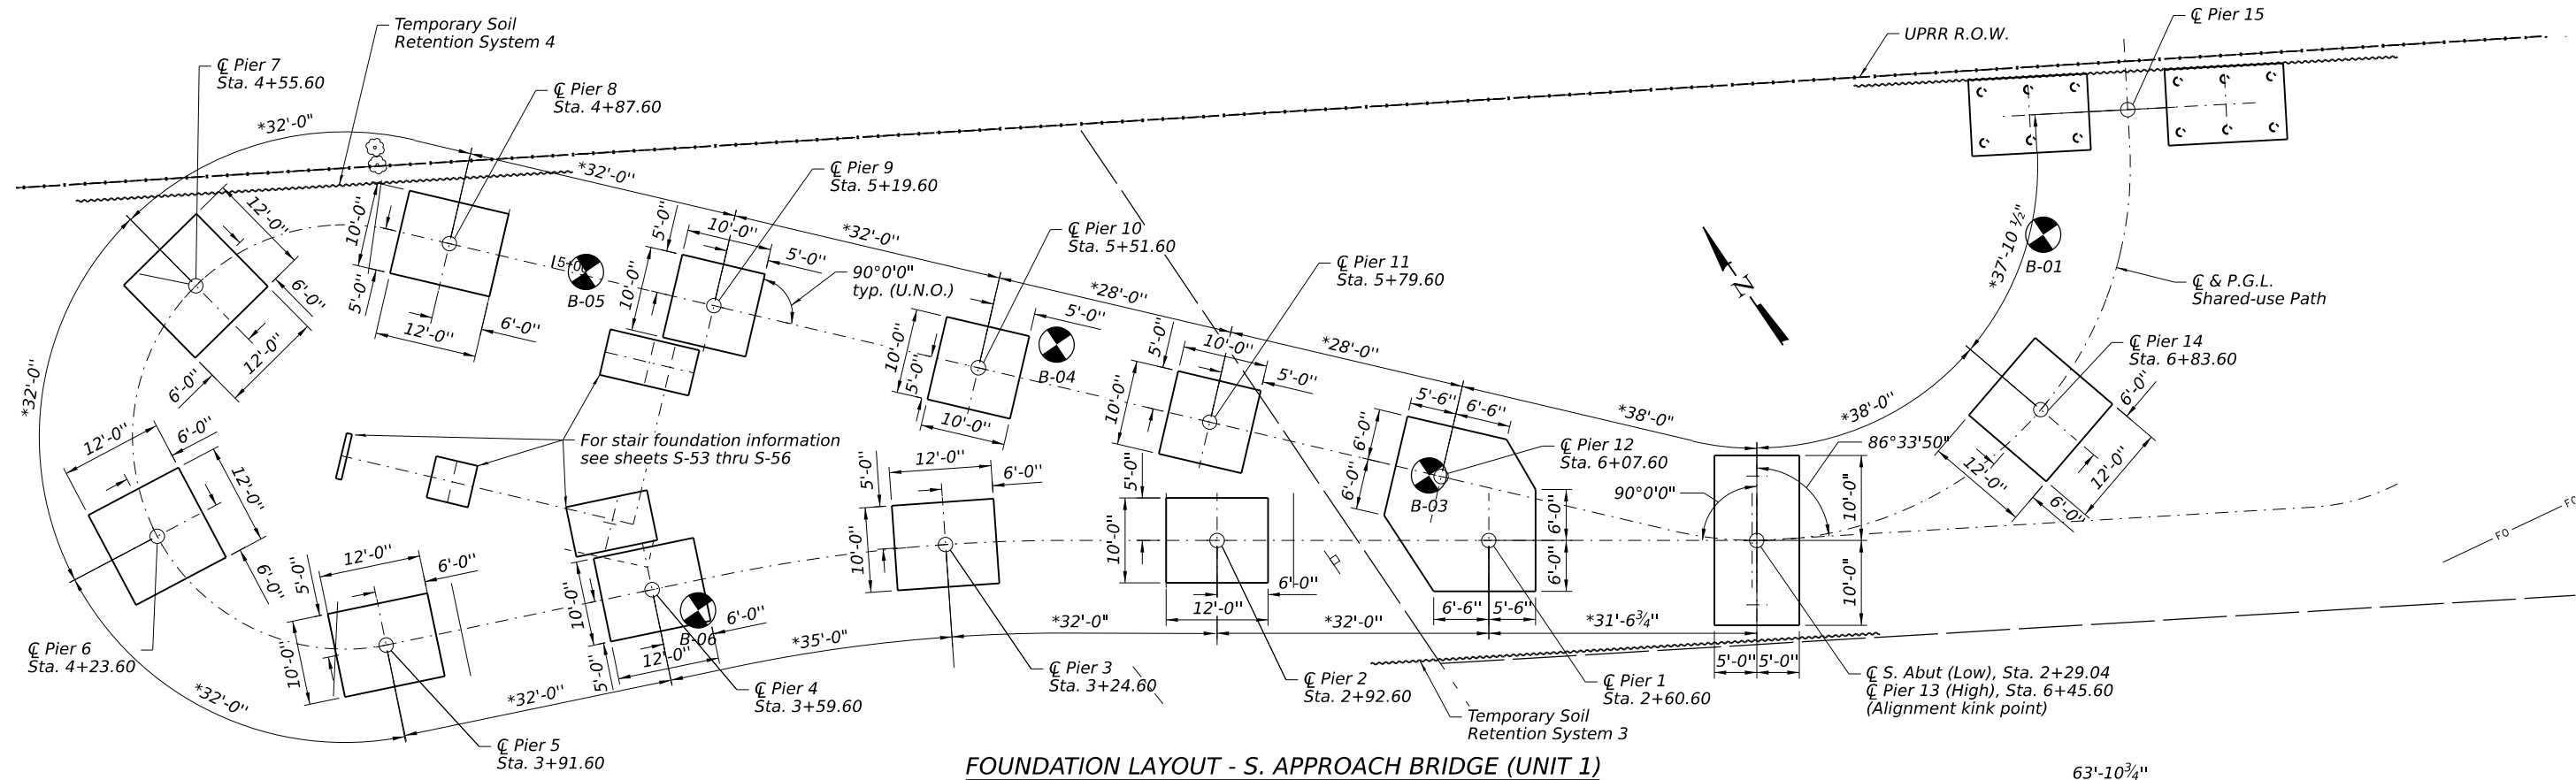 Temporary Soil
Retention System 4
℄ Pier 7
Sta. 4+55.60
℄ Pier 8
Sta. 4+87.60
℄ Pier 9
Sta. 5+19.60
℄ Pier 10
Sta. 5+51.60
℄ Pier 11
Sta. 5+79.60
UPRR R.O.W.
℄ Pier 15
*32'-0"
*32'-0"
*32'-0"
*28'-0"
*28'-0"
*38'-0"
*38'-0"
*37'-10 ½"
12'-0"
6'-0"
12'-0"
6'-0"
10'-0"
5'-0"
12'-0"
6'-0"
B-05
5'-0"
10'-0"
5'-0"
10'-0"
90°0'0"
typ. (U.N.O.)
10'-0"
5'-0"
5'-0"
10'-0"
B-04
5'-0"
10'-0"
5'-0"
10'-0"
5'-6"
6'-6"
6'-0"
6'-0"
B-03
℄ Pier 12
Sta. 6+07.60
N
B-01
℄ & P.G.L.
Shared-use Path
℄ Pier 14
Sta. 6+83.60
6'-0"
12'-0"
12'-0"
6'-0"
86°33'50"
90°0'0"
10'-0"
10'-0"
5'-0"
5'-0"
*32'-0"
12'-0"
6'-0"
12'-0"
6'-0"
For stair foundation information
see sheets S-53 thru S-56
5'-0"
12'-0"
6'-0"
10'-0"
10'-0"
5'-0"
12'-0"
6'-0"
B-06
5'-0"
12'-0"
6'-0"
10'-0"
5'-0"
10'-0"
12'-0"
6'-0"
6'-0"
6'-0"
6'-6"
5'-6"
℄ Pier 6
Sta. 4+23.60
*32'-0"
*32'-0"
*35'-0"
*32'-0"
*32'-0"
*31'-6¾"
℄ Pier 5
Sta. 3+91.60
℄ Pier 4
Sta. 3+59.60
℄ Pier 3
Sta. 3+24.60
℄ Pier 2
Sta. 2+92.60
℄ Pier 1
Sta. 2+60.60
℄ S. Abut (Low), Sta. 2+29.04
℄ Pier 13 (High), Sta. 6+45.60
(Alignment kink point)
Temporary Soil
Retention System 3
FO
FO
FOUNDATION LAYOUT - S. APPROACH BRIDGE (UNIT 1)
63'-10¾"